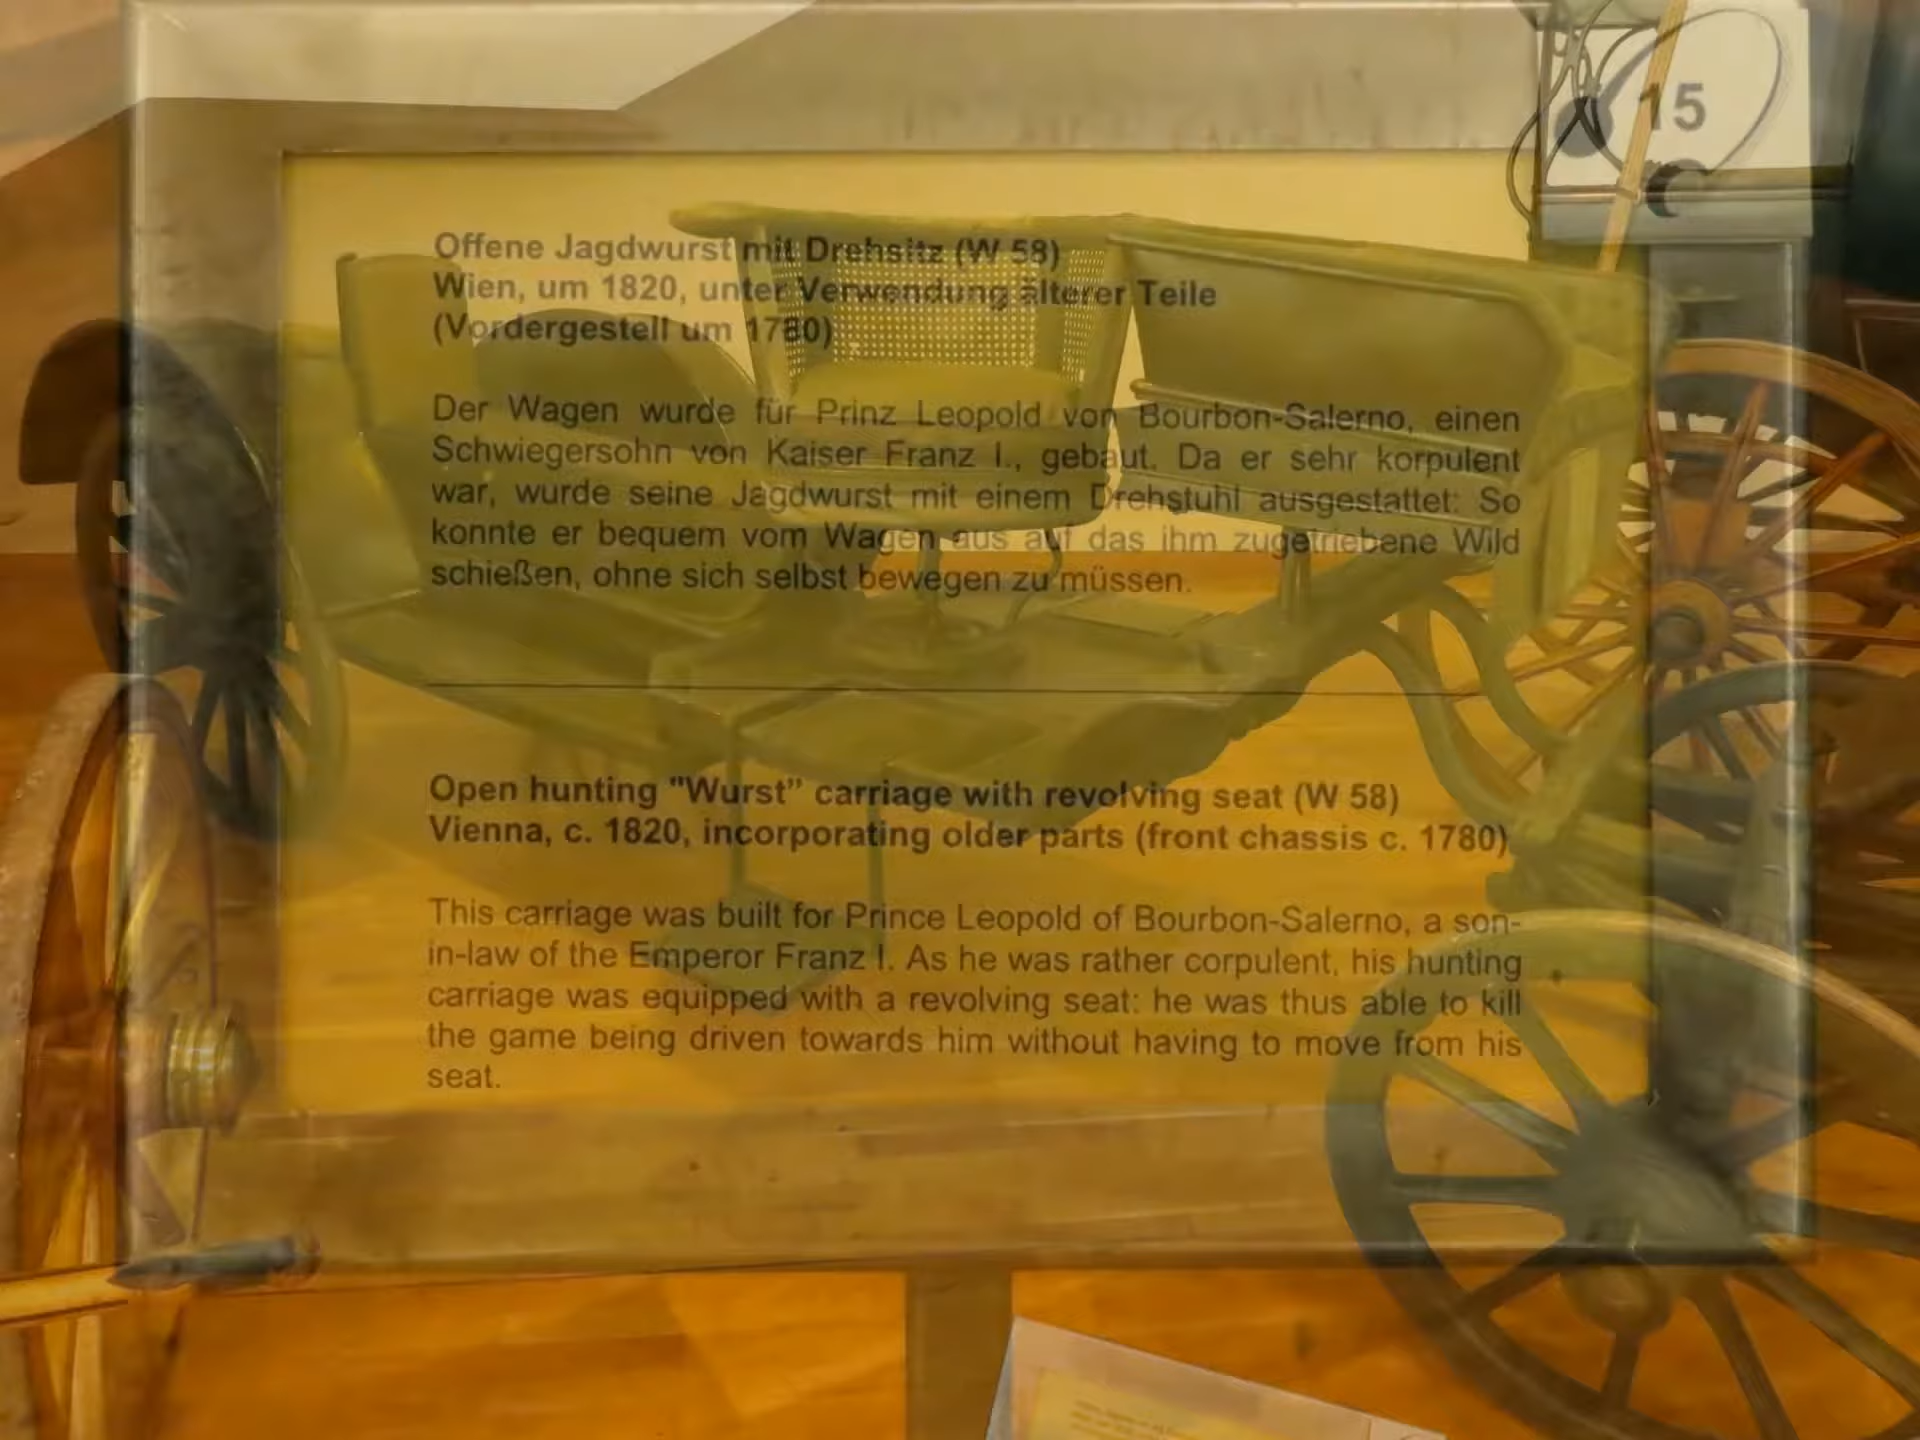 15
Offene Jagdwurst mit Drehsitz (W 58)
Wien, um 1820, unter Verwendung älterer Teile
(Vordergestell um 1780)
Der Wagen wurde für Prinz Leopold von Bourbon-Salerno, einen
Schwiegersohn von Kaiser Franz I., gebaut. Da er sehr korpulent
war, wurde seine Jagdwurst mit einem Drehstuhl ausgestattet: So
konnte er bequem vom Wagen aus auf das ihm zugetriebene Wild
schießen, ohne sich selbst bewegen zu müssen.
Open hunting "Wurst” carriage with revolving seat (W 58)
Vienna, c. 1820, incorporating older parts (front chassis c. 1780)
This carriage was built for Prince Leopold of Bourbon-Salerno, a son-
in-law of the Emperor Franz I. As he was rather corpulent, his hunting
carriage was equipped with a revolving seat: he was thus able to kill
the game being driven towards him without having to move from his
seat.